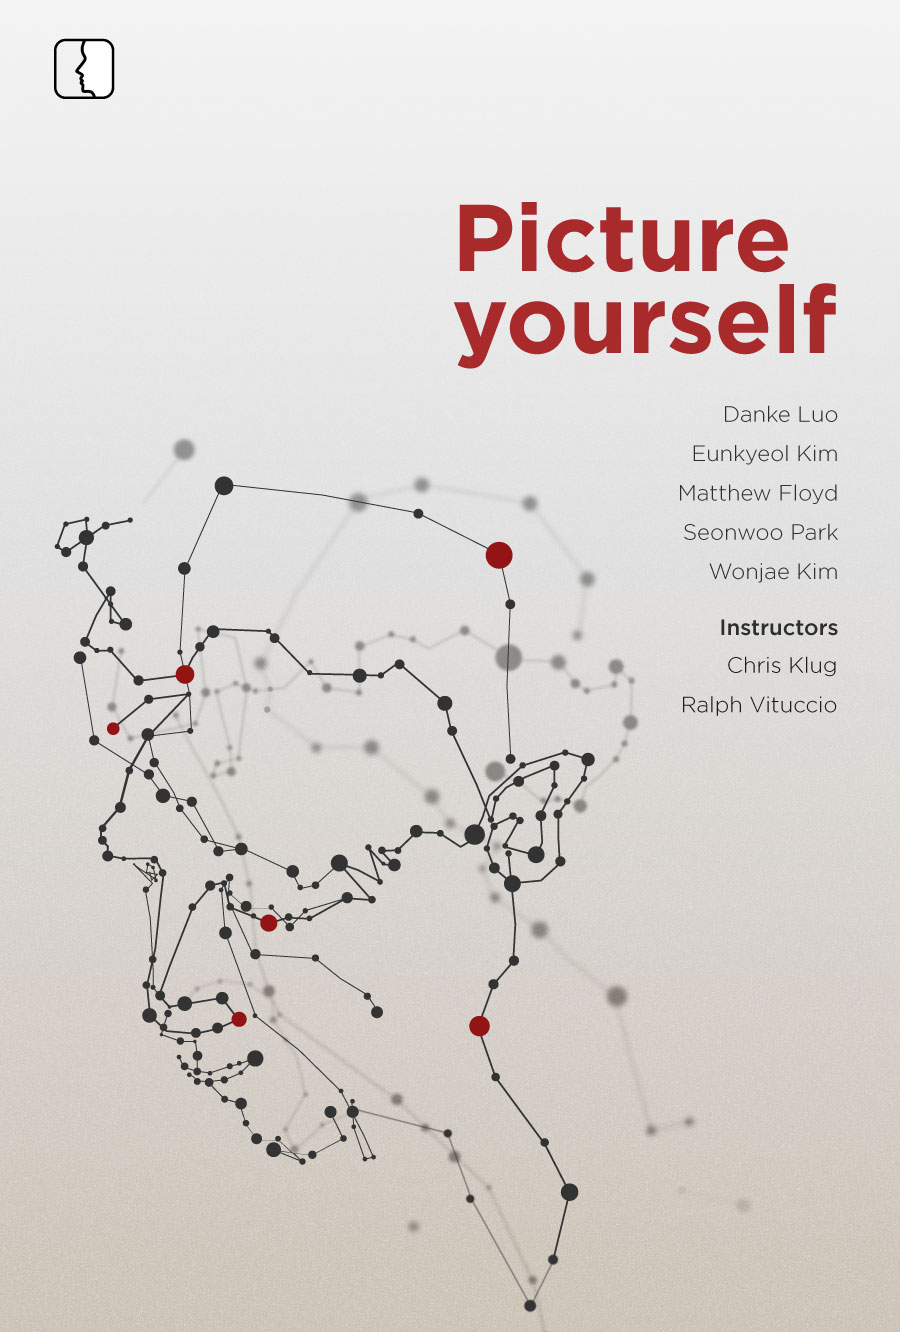 Picture
yourself
Danke Luo
Eunkyeol Kim
Matthew Floyd
Seonwoo Park
Wonjae Kim
Instructors
Chris Klug
Ralph Vituccio